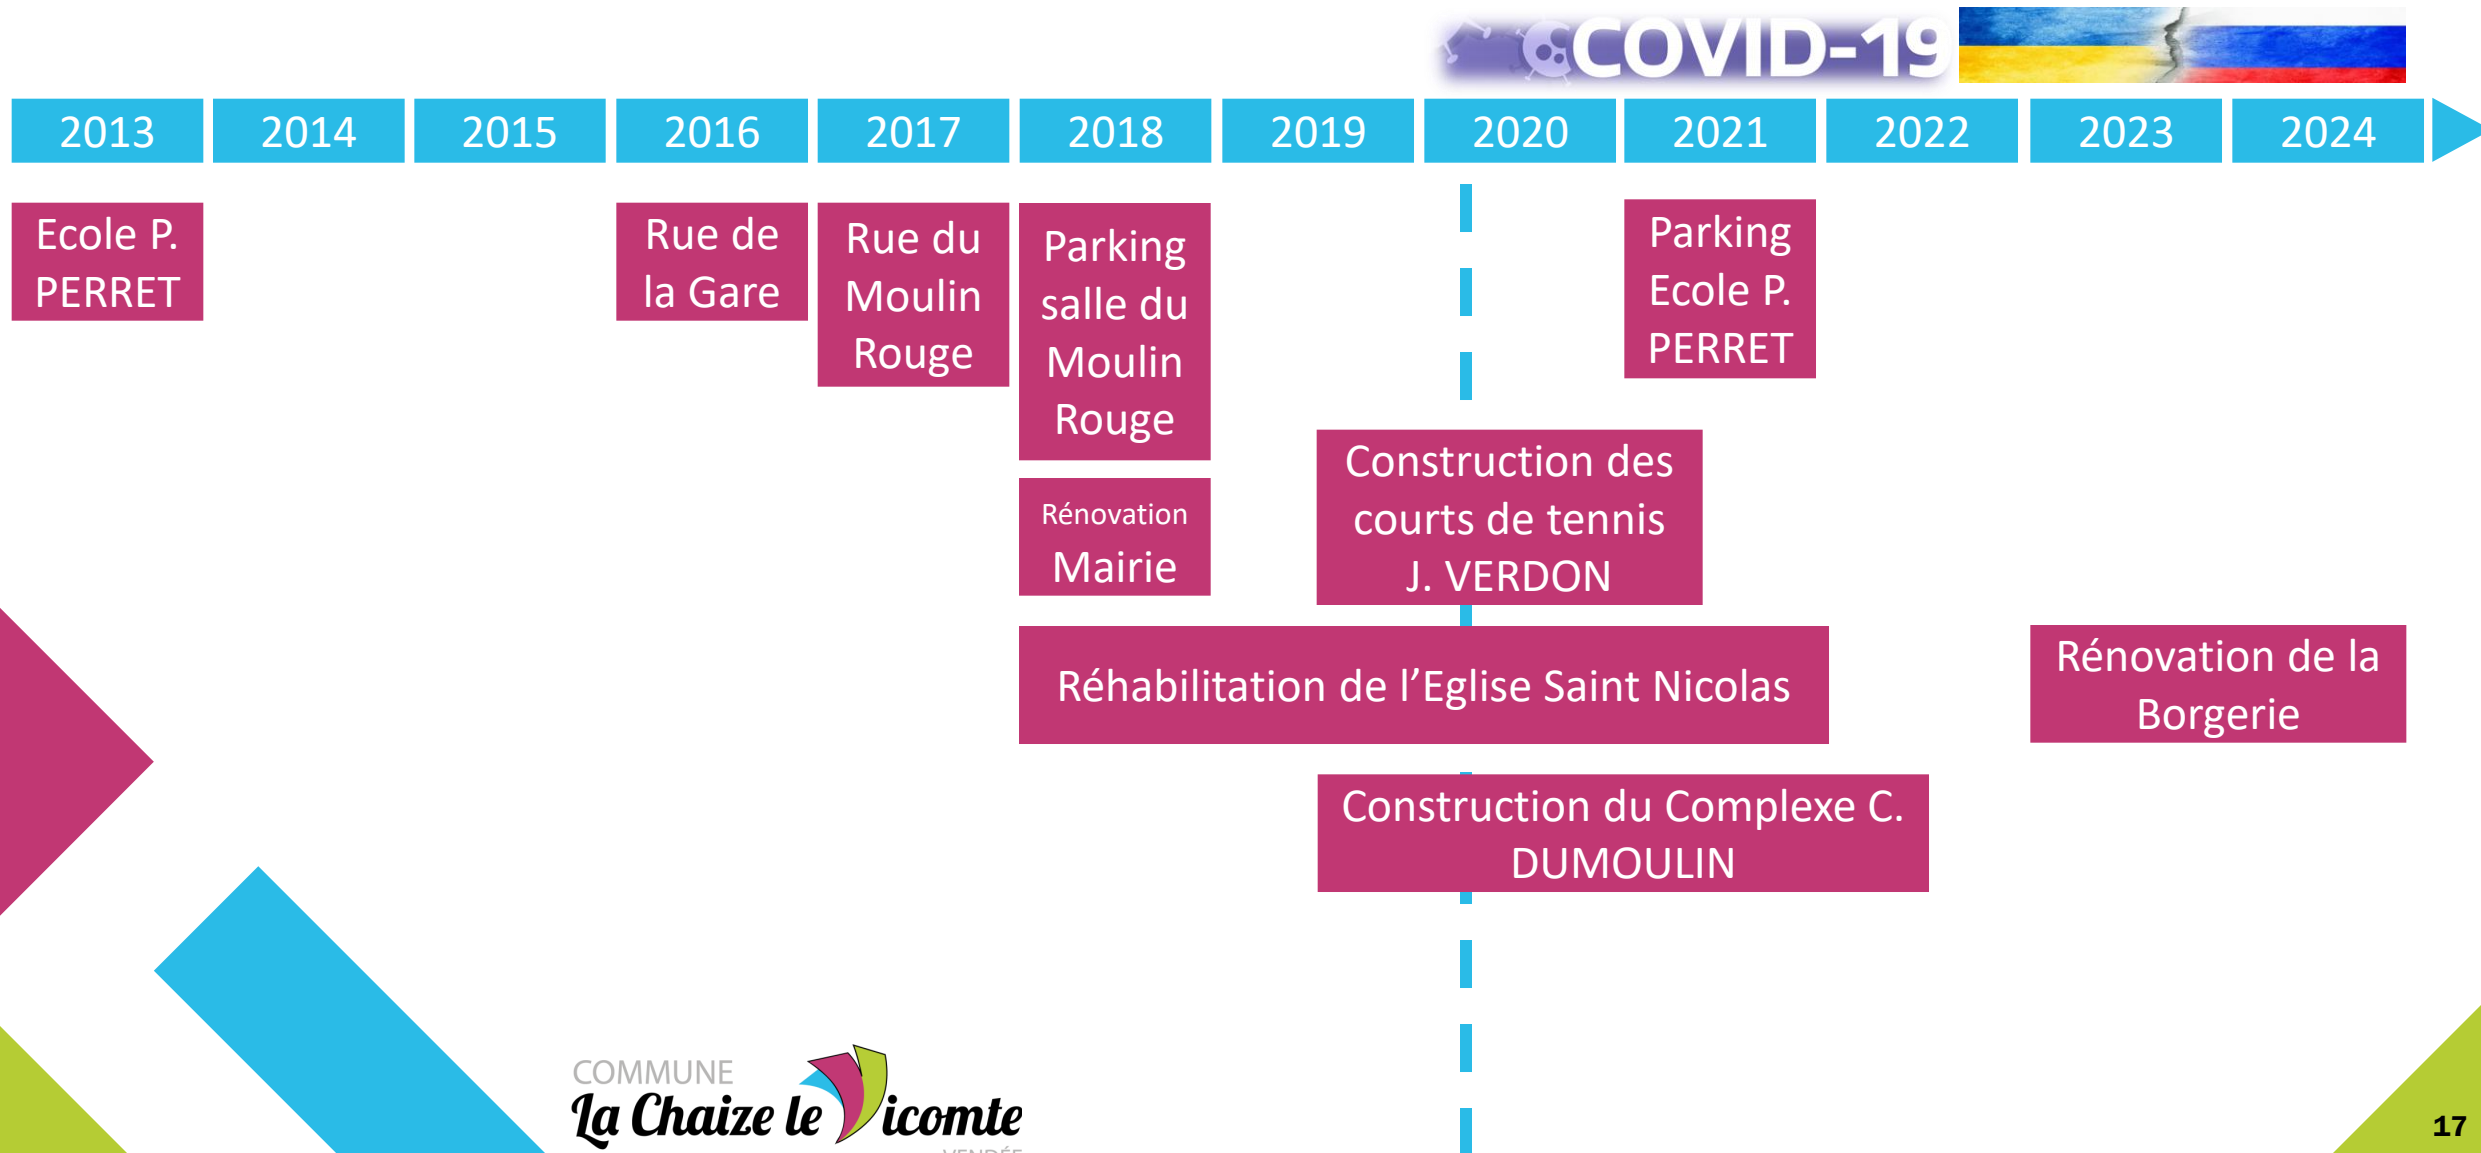 COVID-19
2013 2014 2015 2016 2017 2018 2019 2020 2021 2022 2023 2024
Ecole P.
PERRET
Rue de
la Gare
Rue du
Moulin
Rouge
Parking
salle du
Moulin
Rouge
Parking
Ecole P.
PERRET
Construction des
courts de tennis
J. VERDON
Rénovation
Mairie
Réhabilitation de l’Eglise Saint Nicolas
Rénovation de la
Borgerie
Construction du Complexe C.
DUMOULIN
COMMUNE
La Chaize le Vicomte
VENDÉE
17